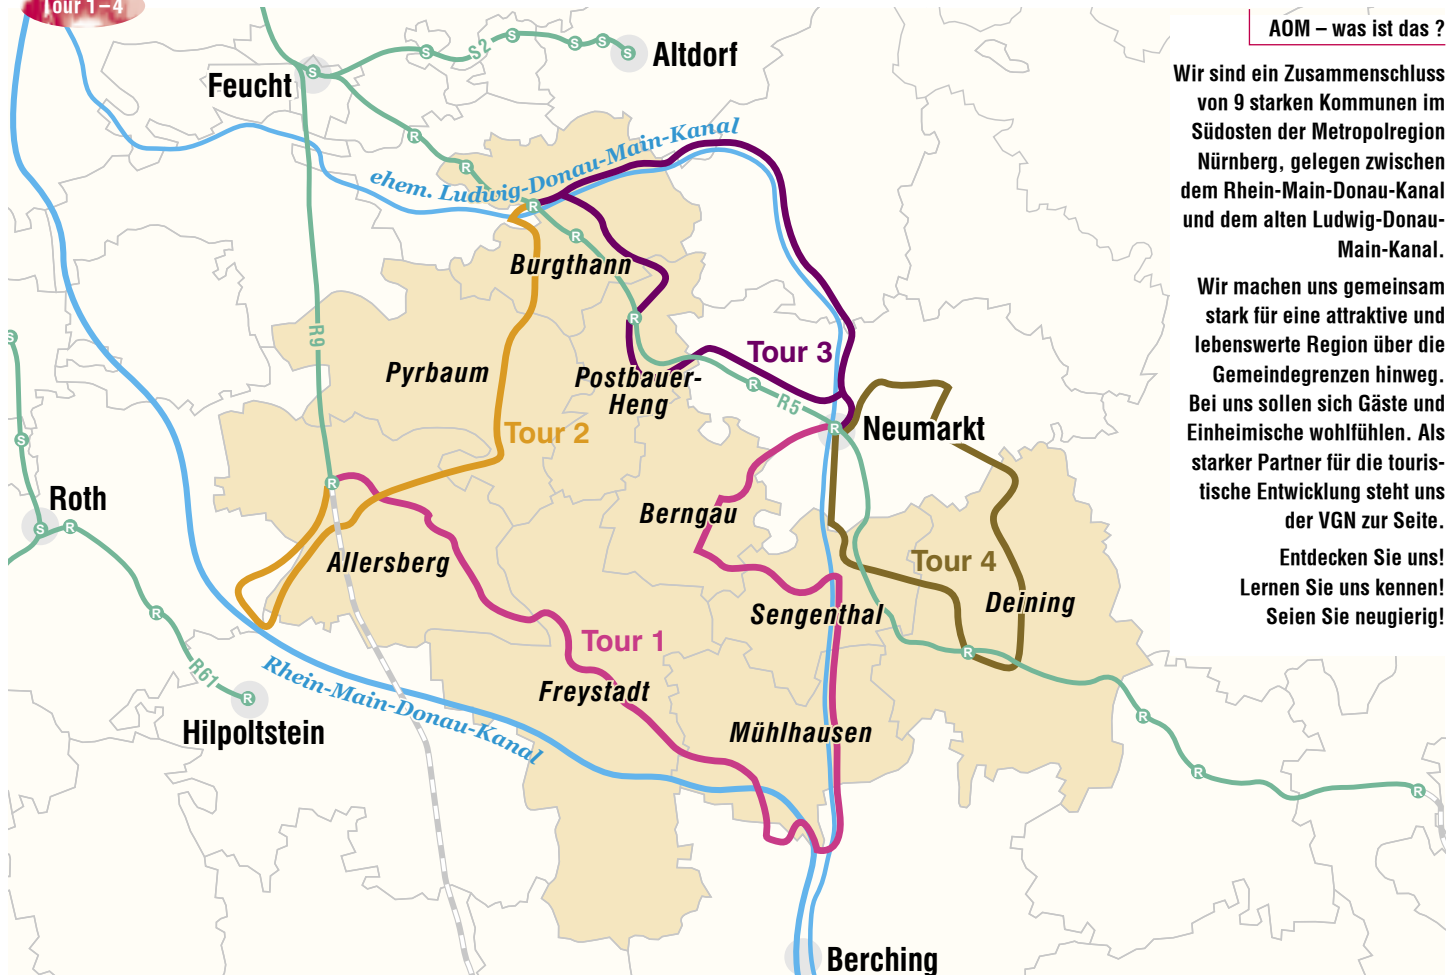 Tour 1–4
AOM – was ist das ?
Wir sind ein Zusammenschluss
von 9 starken Kommunen im
Südosten der Metropolregion
Nürnberg, gelegen zwischen
dem Rhein-Main-Donau-Kanal
und dem alten Ludwig-Donau-
Main-Kanal.
Wir machen uns gemeinsam
stark für eine attraktive und
lebenswerte Region über die
Gemeindegrenzen hinweg.
Bei uns sollen sich Gäste und
Einheimische wohlfühlen. Als
starker Partner für die touris-
tische Entwicklung steht uns
der VGN zur Seite.
Entdecken Sie uns!
Lernen Sie uns kennen!
Seien Sie neugierig!
S
S
S
S
S
S2
Altdorf
S
Feucht
R
R
ehem. Ludwig-Donau-Main-Kanal
R
R
Burgthann
R
R9
S
Pyrbaum
Postbauer-
Heng
Tour 3
R
R5
Tour 2
R
Neumarkt
S
R
Roth
S
R
Berngau
Allersberg
Tour 4
Deining
R
Sengenthal
Tour 1
R
Rhein-Main-Donau-Kanal
R61
R
Freystadt
Hilpoltstein
Mühlhausen
R
R
R
Berching